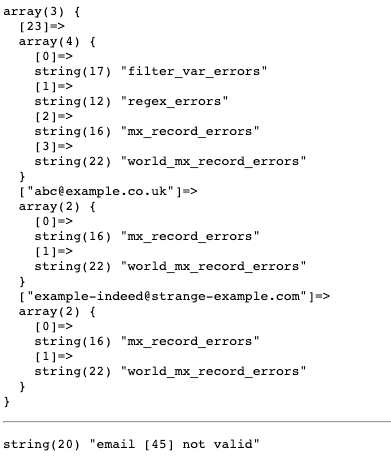 array(3) {
  [23]=>
  array(4) {
    [0]=>
    string(17) "filter_var_errors"
    [1]=>
    string(12) "regex_errors"
    [2]=>
    string(16) "mx_record_errors"
    [3]=>
    string(22) "world_mx_record_errors"
  }
  ["abc@example.co.uk"]=>
  array(2) {
    [0]=>
    string(16) "mx_record_errors"
    [1]=>
    string(22) "world_mx_record_errors"
  }
  ["example-indeed@strange-example.com"]=>
  array(2) {
    [0]=>
    string(16) "mx_record_errors"
    [1]=>
    string(22) "world_mx_record_errors"
  }
}
string(20) "email [45] not valid"